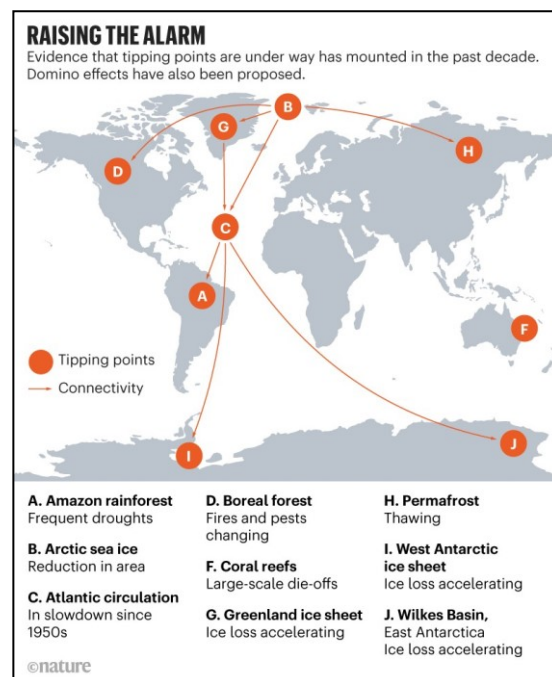 RAISING THE ALARM
Evidence that tipping points are under way has mounted in the past decade.
Domino effects have also been proposed.
B
G
D
H
C
A
F
Tipping points
Connectivity
I
J
A. Amazon rainforest
Frequent droughts
B. Arctic sea ice
Reduction in area
C. Atlantic circulation
In slowdown since
1950s
D. Boreal forest
Fires and pests
changing
F. Coral reefs
Large-scale die-offs
G. Greenland ice sheet
Ice loss accelerating
H. Permafrost
Thawing
I. West Antarctic
ice sheet
Ice loss accelerating
J. Wilkes Basin,
East Antarctica
Ice loss accelerating
©nature